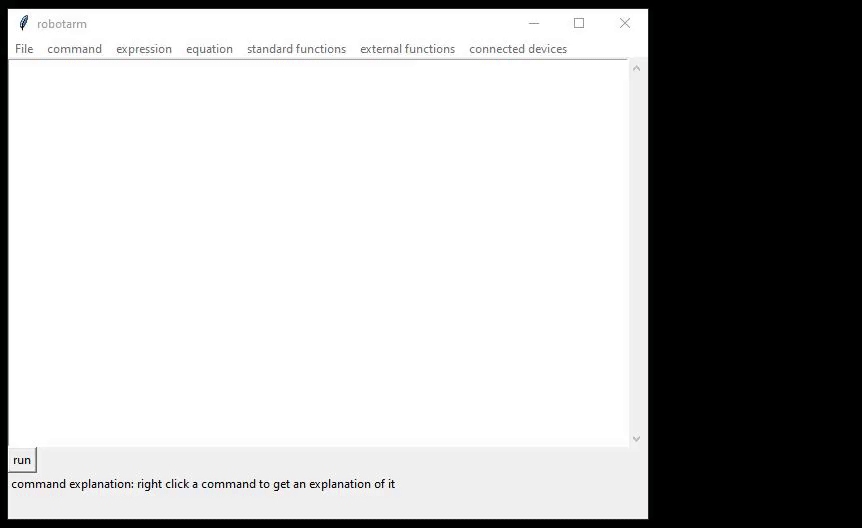 robotarm
File command expression equation standard functions external functions connected devices
run
command explanation: right click a command to get an explanation of it